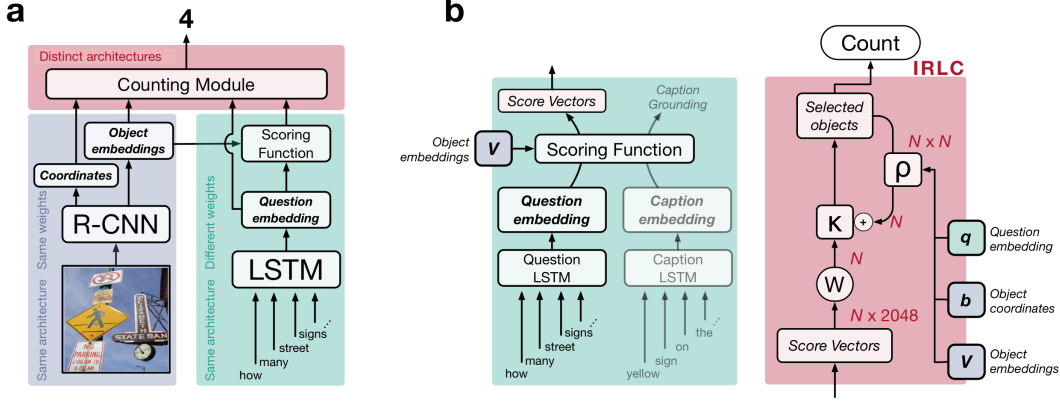 a
4
Distinct architectures
Counting Module
Object
embeddings
Coordinates
Scoring
Function
R-CNN
Question
embedding
LSTM
Same architecture Same weights
Same architecture Different weights
STATE BAN
NO
PARKING
how
many
street
signs
b
Score Vectors
Caption
Grounding
Object
embeddings
V
Scoring Function
Question
embedding
Caption
embedding
Question
LSTM
Caption
LSTM
how
many
street
signs
yellow
sign
on
the
Count
IRLC
Selected
objects
N x N
ρ
K
+
N
N
W
N x 2048
Score Vectors
q
Question
embedding
b
Object
coordinates
V
Object
embeddings